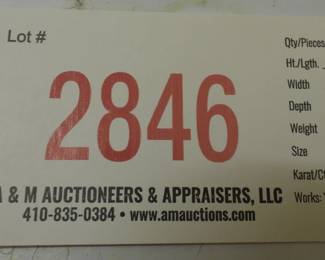 Lot #
2846
A & M AUCTIONEERS & APPRAISERS, LLC
410-835-0384 • www.amauctions.com
Qty/Pieces
Ht./Lgth.
Width
Depth
Weight
Size
Karat/Ct
Works: